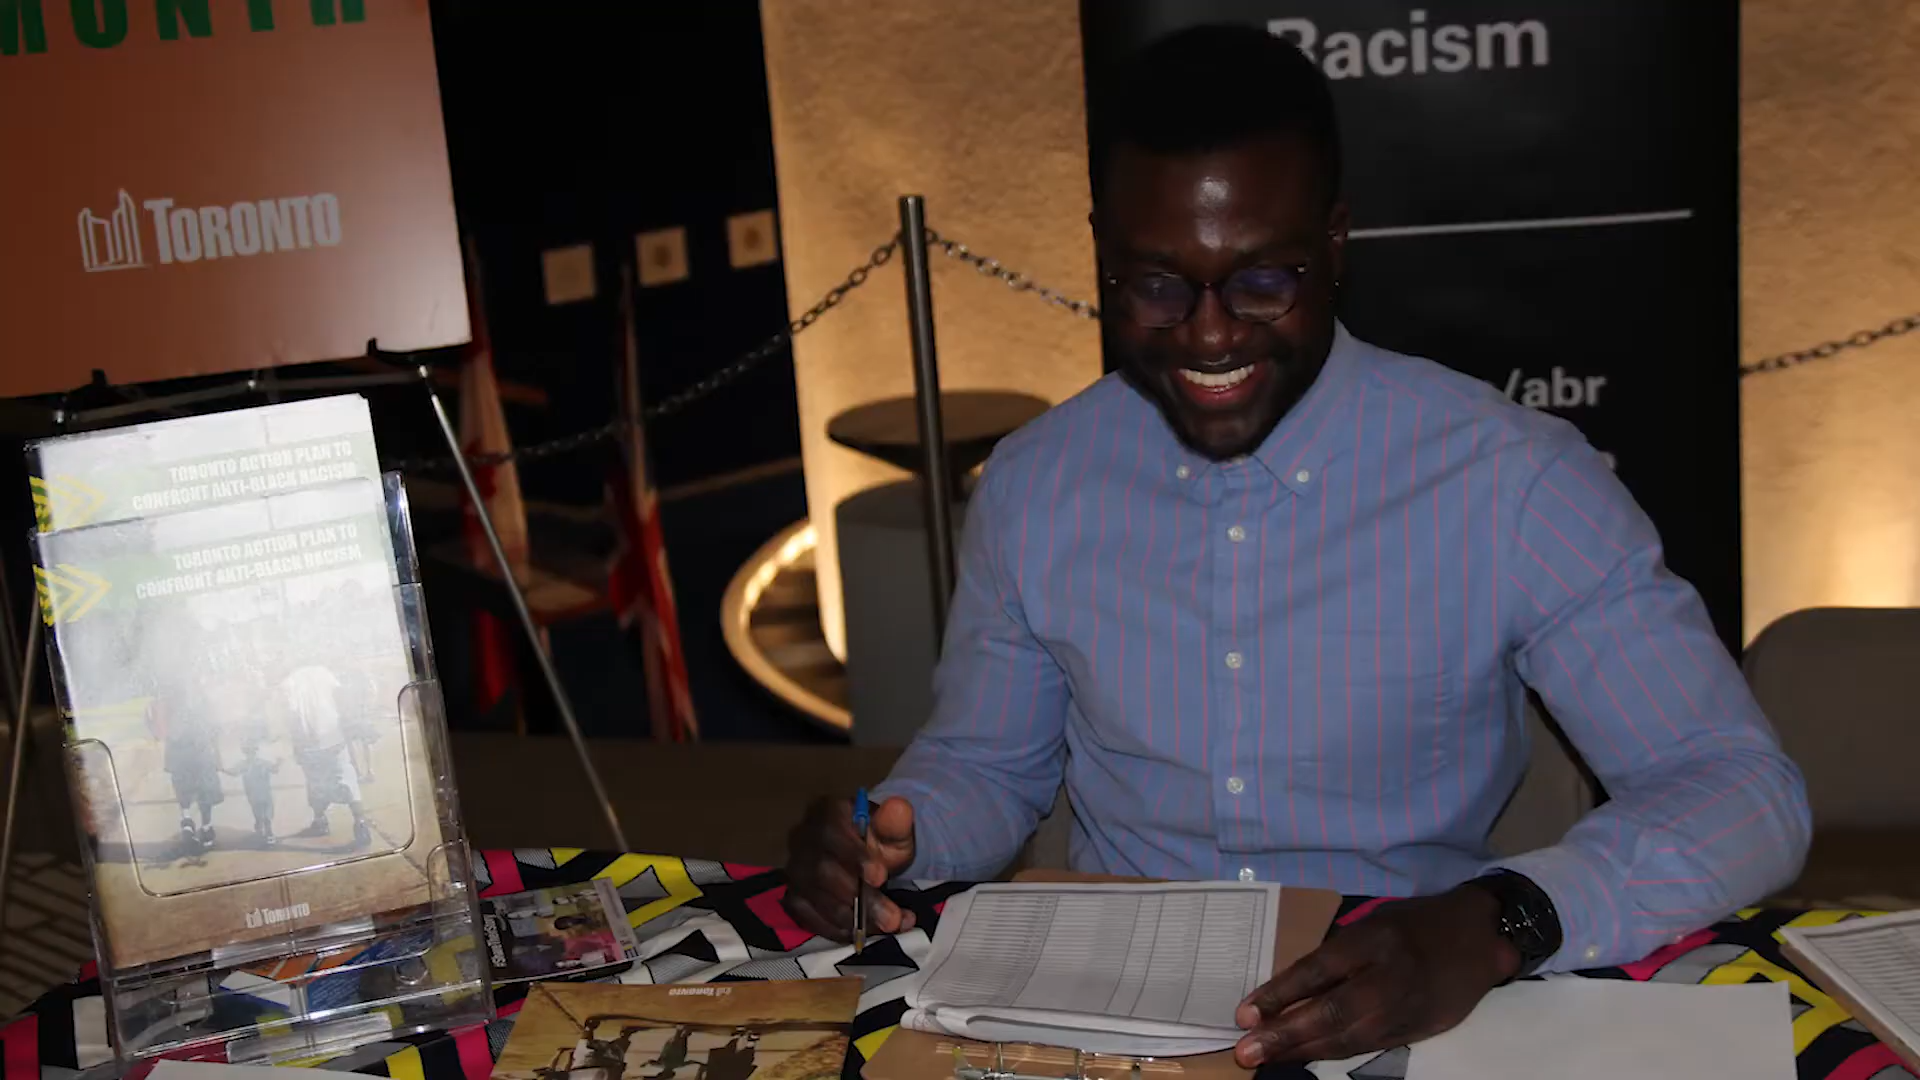 MONTH
TORONTO
Racism
/abr
TORONTO ACTION PLAN TO
CONFRONT ANTI-BLACK RACISM
TORONTO ACTION PLAN TO
CONFRONT ANTI-BLACK RACISM
TORONTO
TORONTO